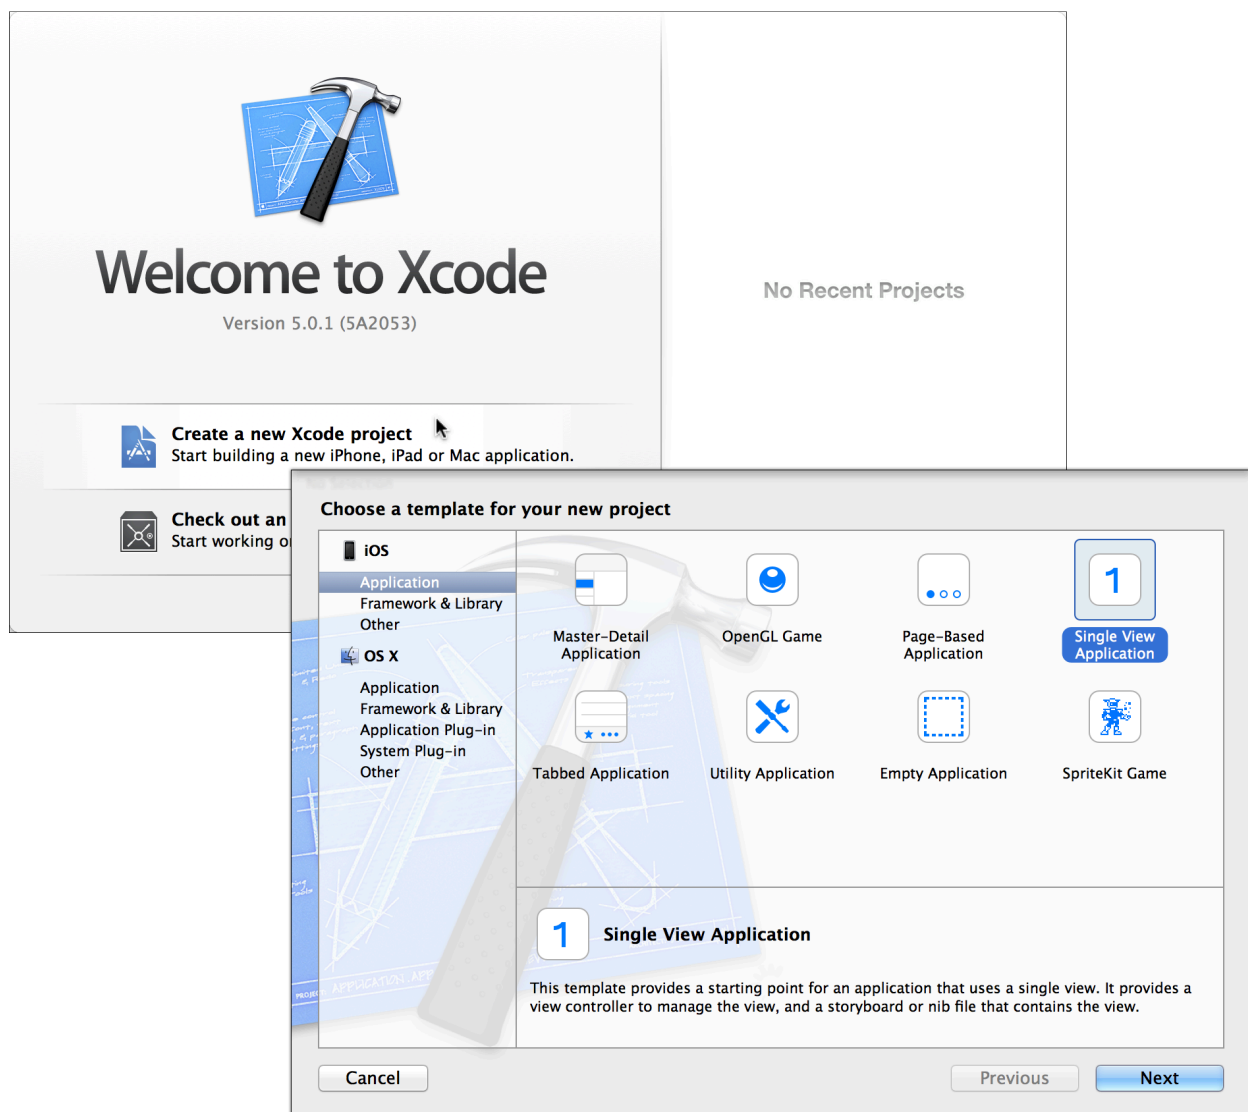 Welcome to Xcode
Version 5.0.1 (5A2053)
No Recent Projects
Create a new Xcode project
Start building a new iPhone, iPad or Mac application.
Check out an
Start working
No Selection
Choose a template for your new project
iOS
Application
Framework & Library
Other
OS X
Application
Framework & Library
Application Plug-in
System Plug-in
Other
Master-Detail
Application
OpenGL Game
Page-Based
Application
1
Single View
Application
Tabbed Application
Utility Application
Empty Application
SpriteKit Game
1
Single View Application
This template provides a starting point for an application that uses a single view. It provides a
view controller to manage the view, and a storyboard or nib file that contains the view.
Cancel
Previous
Next